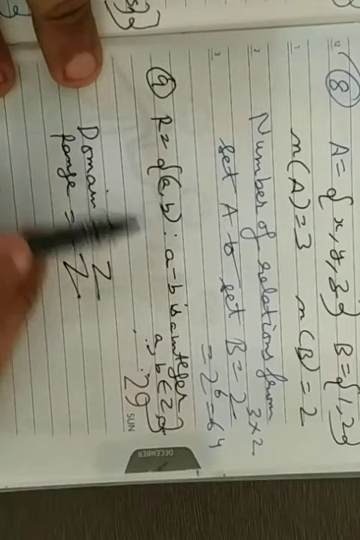 ⑧ A = {x, y, z} B = {1, 2}
n(A) = 3 n(B) = 2
Number of relations from
set A to set B = 2^{3×2}
= 2^6 = 64
⑨ R = {(a, b) : a - b is an integer
a, b ∈ Z}
Domain = Z
Range = Z
29
SUN
DECEMBER